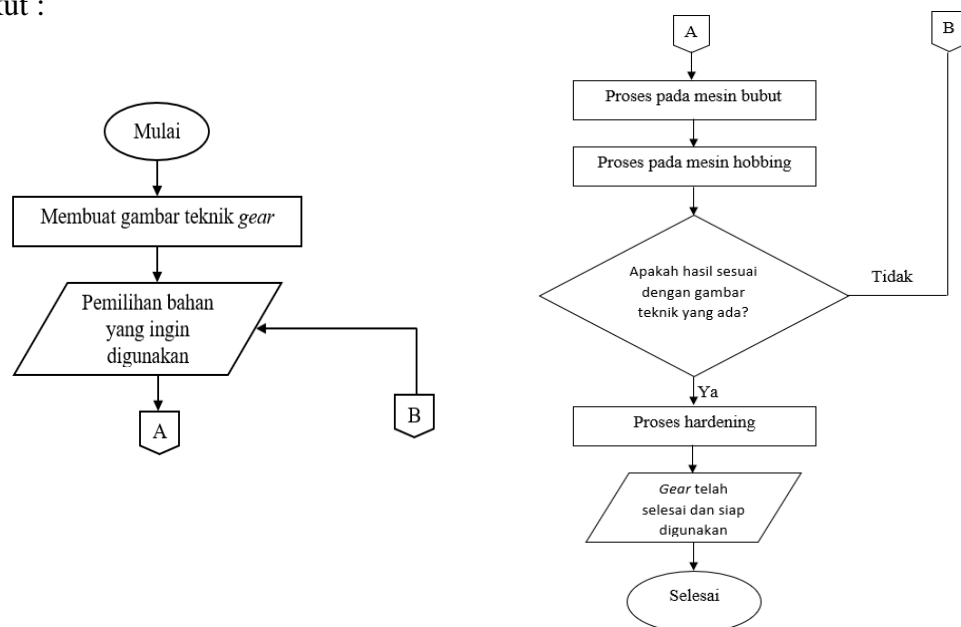 :
Mulai
Membuat gambar teknik gear
Pemilihan bahan
yang ingin
digunakan
A
B
A
B
Proses pada mesin bubut
Proses pada mesin hobbing
Apakah hasil sesuai
dengan gambar
teknik yang ada?
Tidak
Ya
Proses hardening
Gear telah
selesai dan siap
digunakan
Selesai